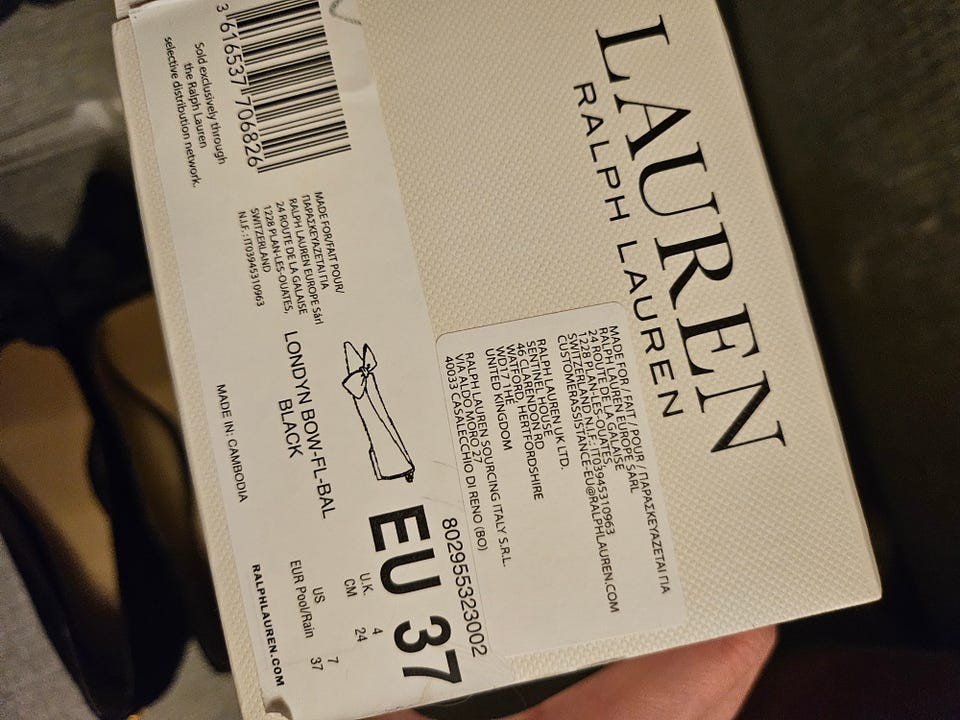 LAUREN
RALPH LAUREN
MADE FOR / FAIT / POUR / ΠΑΡΑΣΚΕΥΑΖΕΤΑΙ ΓΙΑ
RALPH LAUREN EUROPE SÀRL
24 ROUTE DE LA GALAISE
1228 PLAN-LES-OUATES,
SWITZERLAND N.I.F.: IT03945310963
CUSTOMERASSISTANCE-EU@RALPHLAUREN.COM
RALPH LAUREN UK LTD.
SENTINEL HOUSE,
46 CLARENDON RD
WATFORD, HERTFORDSHIRE
WD17 1HE
UNITED KINGDOM
RALPH LAUREN SOURCING ITALY S.R.L.
VIA ALDO MORO 27
40033 CASALECCHIO DI RENO (BO)
3 616537 706826
Sold exclusively through
the Ralph Lauren
selective distribution network.
MADE FOR/FAIT POUR/
ΠΑΡΑΣΚΕΥΑΖΕΤΑΙ ΓΙΑ
RALPH LAUREN EUROPE Sàrl
24 ROUTE DE LA GALAISE
1228 PLAN-LES-OUATES,
SWITZERLAND
N.I.F. : IT03945310963
LONDYN BOW-FL-BAL
BLACK
MADE IN: CAMBODIA
802955323002
EU 37
U.K. 4
CM 24
US 7
EUR Pool/Rain 37
RALPHLAUREN.COM